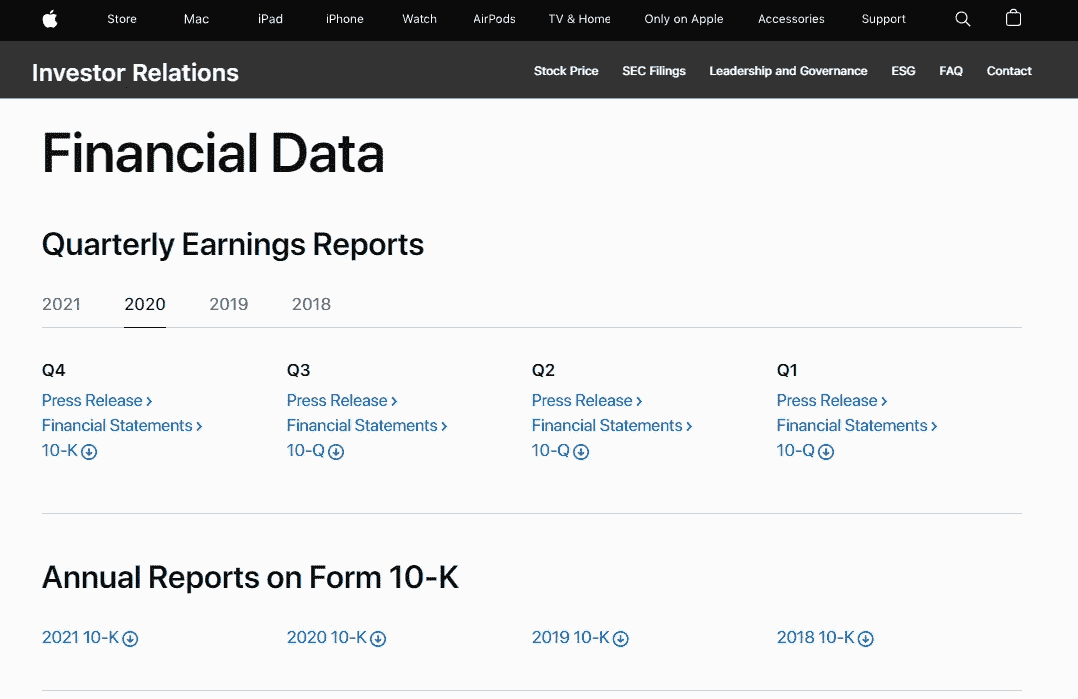 Store Mac iPad iPhone Watch AirPods TV & Home Only on Apple Accessories Support
Investor Relations Stock Price SEC Filings Leadership and Governance ESG FAQ Contact
Financial Data
Quarterly Earnings Reports
2021 2020 2019 2018
Q4 Q3 Q2 Q1
Press Release > Press Release > Press Release > Press Release >
Financial Statements > Financial Statements > Financial Statements > Financial Statements >
10-K 10-Q 10-Q 10-Q
Annual Reports on Form 10-K
2021 10-K 2020 10-K 2019 10-K 2018 10-K